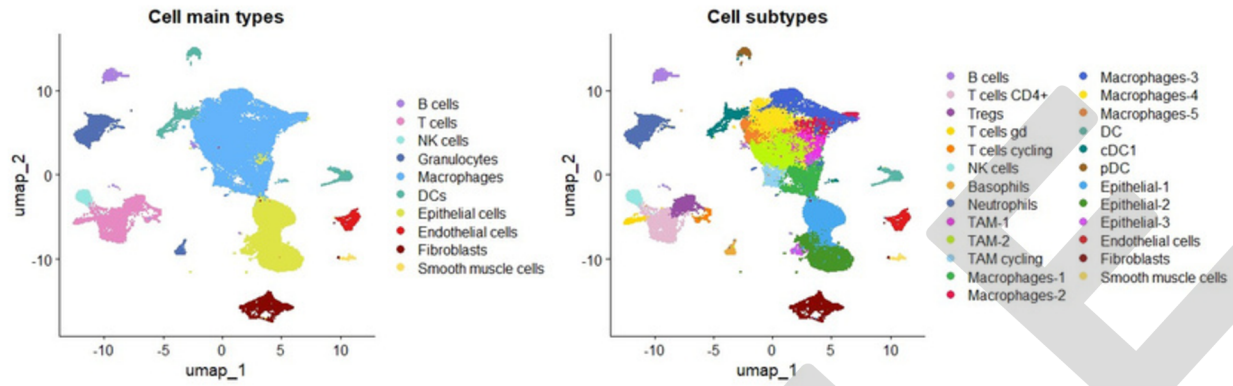 Cell main types
10
0
-10
umap_2
-10
-5
0
5
10
umap_1
B cells
T cells
NK cells
Granulocytes
Macrophages
DCs
Epithelial cells
Endothelial cells
Fibroblasts
Smooth muscle cells
Cell subtypes
10
0
-10
umap_2
-10
-5
0
5
10
umap_1
B cells
T cells CD4+
Tregs
T cells gd
T cells cycling
NK cells
Basophils
Neutrophils
TAM-1
TAM-2
TAM cycling
Macrophages-1
Macrophages-2
Macrophages-3
Macrophages-4
Macrophages-5
DC
cDC1
pDC
Epithelial-1
Epithelial-2
Epithelial-3
Endothelial cells
Fibroblasts
Smooth muscle cells